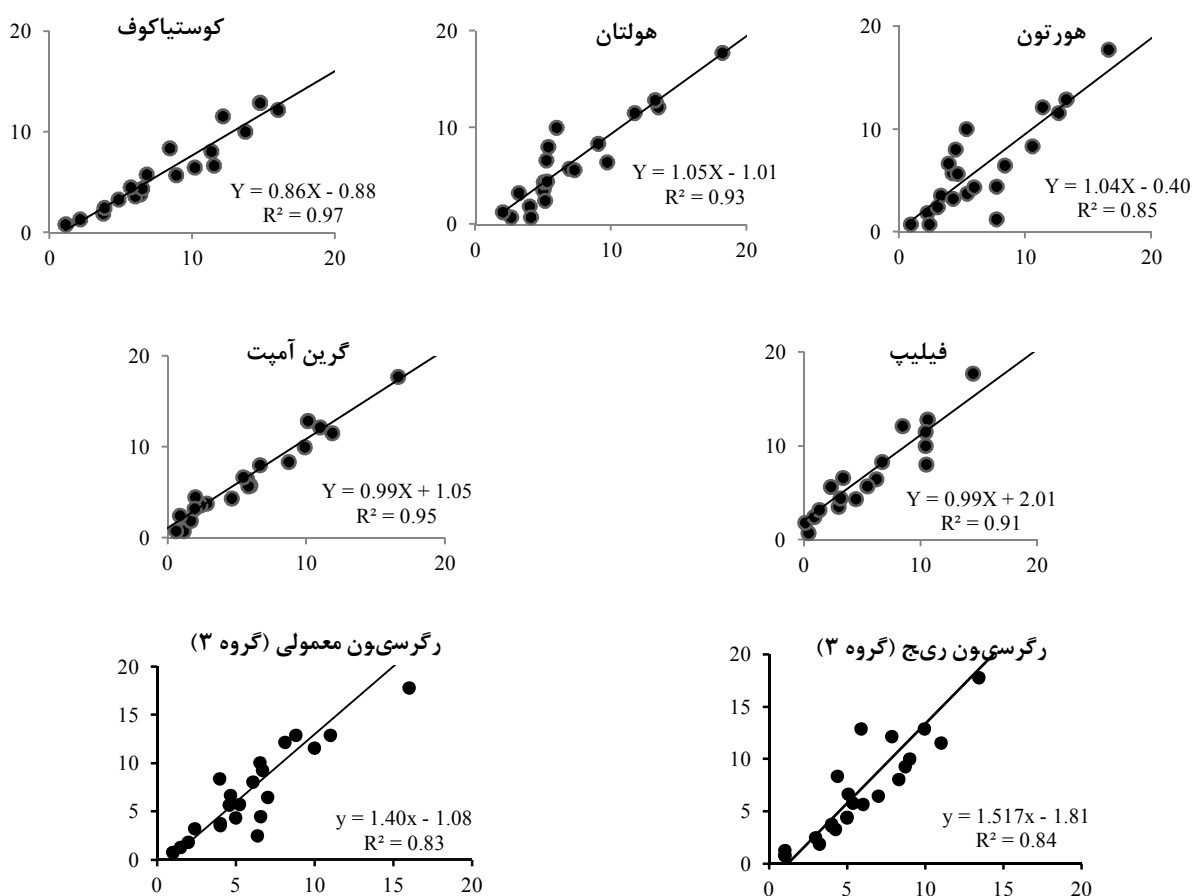 کوستیاکوف
20
10
0
0 10 20
Y = 0.86X - 0.88
R² = 0.97
هولتان
20
10
0
0 10 20
Y = 1.05X - 1.01
R² = 0.93
هورتون
20
10
0
0 10 20
Y = 1.04X - 0.40
R² = 0.85
گرین آمپت
20
10
0
0 10 20
Y = 0.99X + 1.05
R² = 0.95
فیلیپ
20
10
0
0 10 20
Y = 0.99X + 2.01
R² = 0.91
رگرسیون معمولی (گروه ۳)
20
15
10
5
0
0 5 10 15 20
y = 1.40x - 1.08
R² = 0.83
رگرسیون ریج (گروه ۳)
20
15
10
5
0
0 5 10 15 20
y = 1.517x - 1.81
R² = 0.84